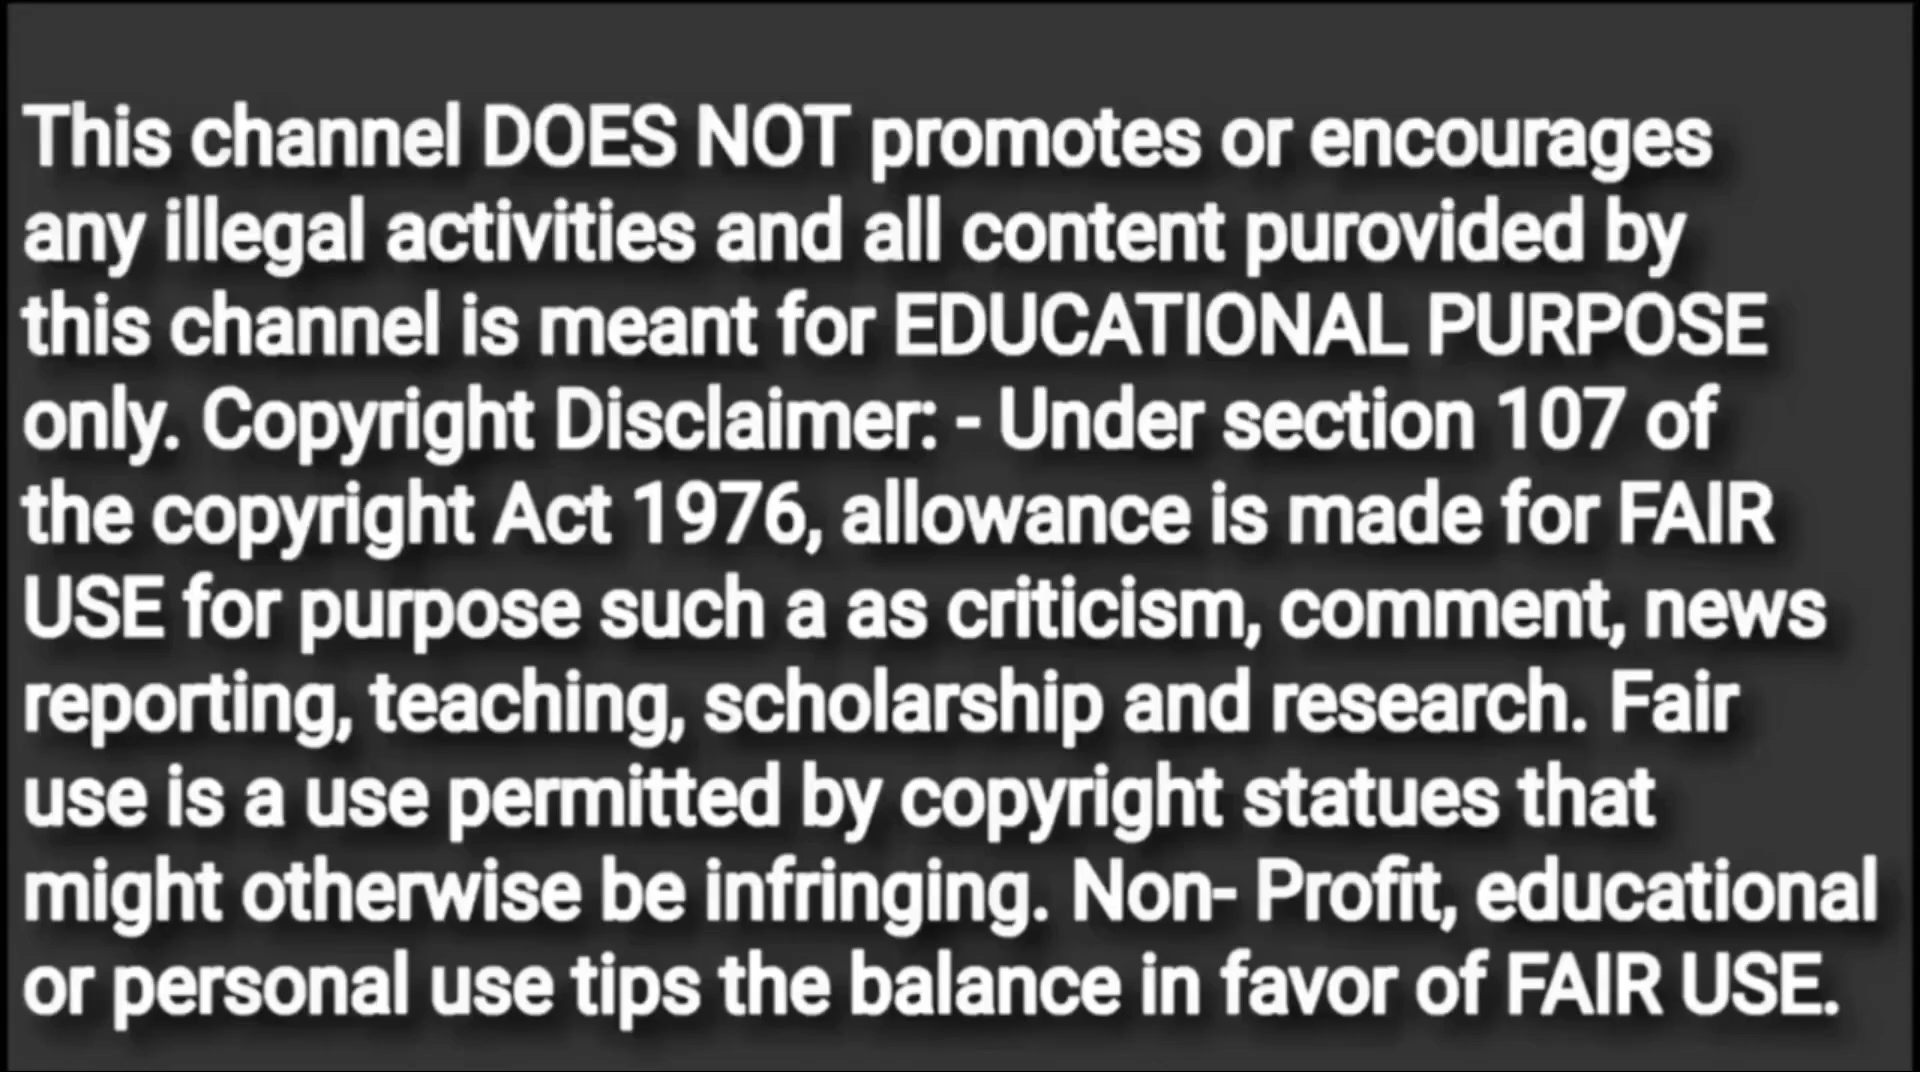 This channel DOES NOT promotes or encourages
any illegal activities and all content purovided by
this channel is meant for EDUCATIONAL PURPOSE
only. Copyright Disclaimer: - Under section 107 of
the copyright Act 1976, allowance is made for FAIR
USE for purpose such a as criticism, comment, news
reporting, teaching, scholarship and research. Fair
use is a use permitted by copyright statues that
might otherwise be infringing. Non- Profit, educational
or personal use tips the balance in favor of FAIR USE.